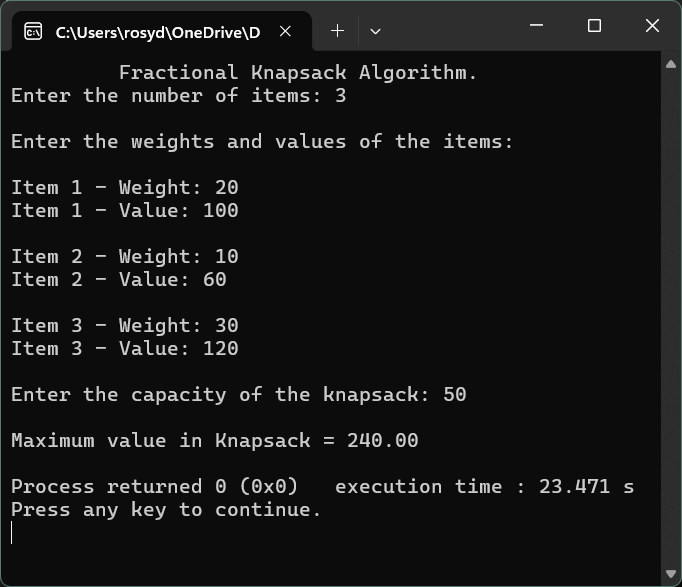 C:\Users\rosyd\OneDrive\D
Fractional Knapsack Algorithm.
Enter the number of items: 3
Enter the weights and values of the items:
Item 1 - Weight: 20
Item 1 - Value: 100
Item 2 - Weight: 10
Item 2 - Value: 60
Item 3 - Weight: 30
Item 3 - Value: 120
Enter the capacity of the knapsack: 50
Maximum value in Knapsack = 240.00
Process returned 0 (0x0)   execution time : 23.471 s
Press any key to continue.